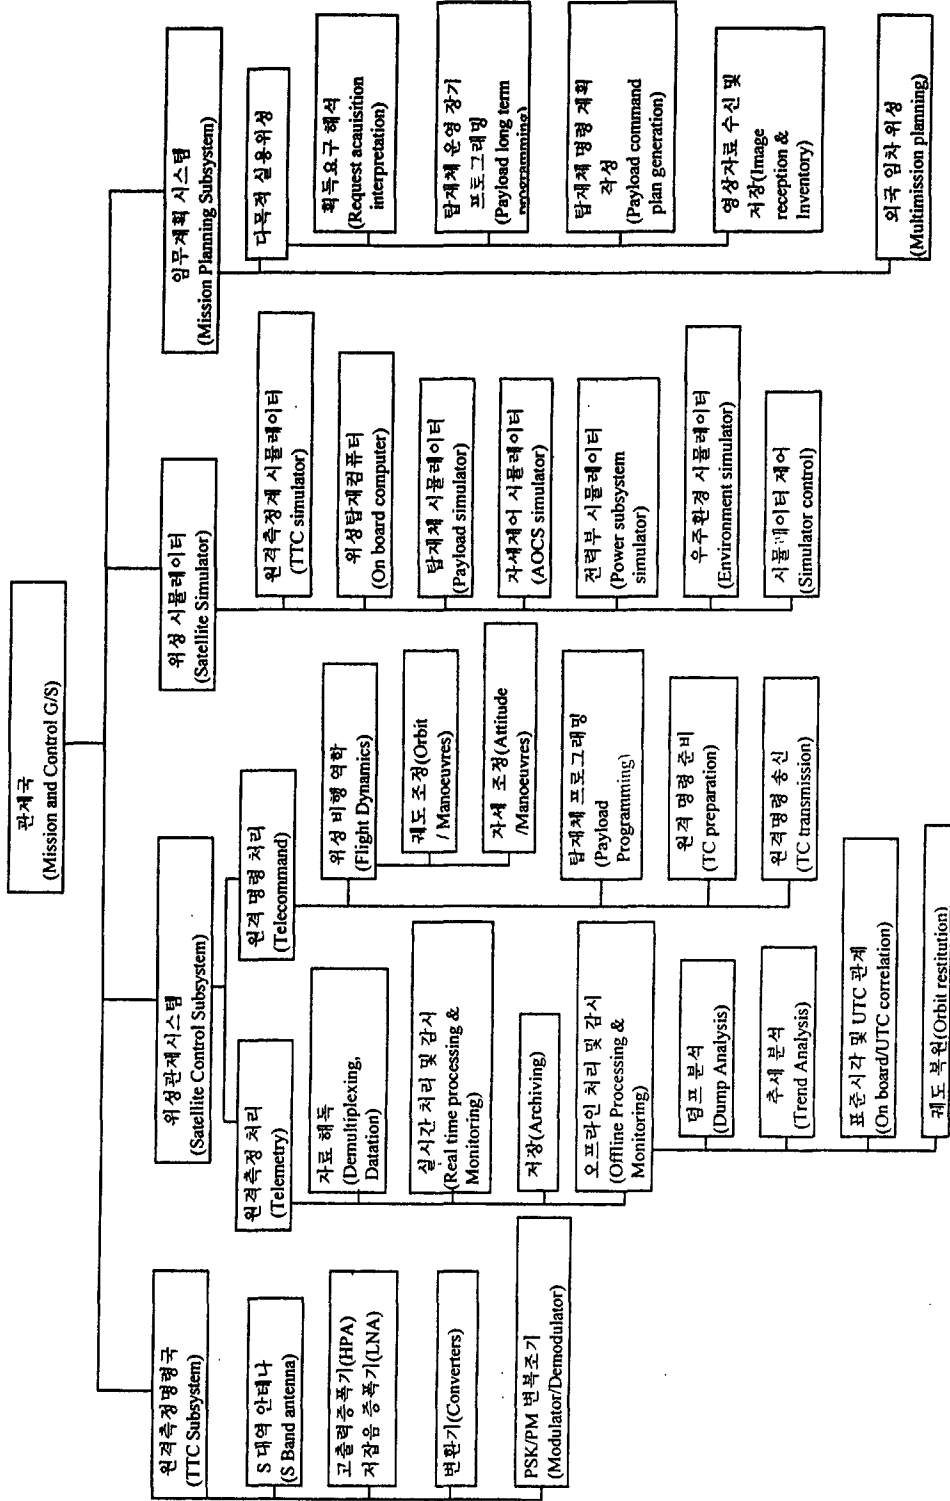 관제국
(Mission and Control G/S)
원격측정명령국
(TTC Subsystem)
S 대역 안테나
(S Band antenna)
고출력증폭기(HPA)
저잡음 증폭기(LNA)
변환기(Converters)
PSK/PM 변복조기
(Modulator/Demodulator)
위성관제시스템
(Satellite Control Subsystem)
원격측정 처리
(Telemetry)
자료 해독
(Demultiplexing,
Datation)
실시간 처리 및 감시
(Real time processing &
Monitoring)
저장(Archiving)
오프라인 처리 및 감시
(Offline Processing &
Monitoring)
덤프 분석
(Dump Analysis)
추세 분석
(Trend Analysis)
표준시각 및 UTC 관계
(On board/UTC correlation)
궤도 복원(Orbit restitution)
원격 명령 처리
(Telecommand)
위성 비행 역학
(Flight Dynamics)
궤도 조정(Orbit
/ Manoeuvres)
자세 조정(Attitude
/Manoeuvres)
탑재체 프로그래밍
(Payload
Programming)
원격 명령 준비
(TC preparation)
원격명령 송신
(TC transmission)
위성 시뮬레이터
(Satellite Simulator)
원격측정계 시뮬레이터
(TTC simulator)
위성탑재컴퓨터
(On board computer)
탑재체 시뮬레이터
(Payload simulator)
자세제어 시뮬레이터
(AOCS simulator)
전력부 시뮬레이터
(Power subsystem
simulator)
우주환경 시뮬레이터
(Environment simulator)
시뮬레이터 제어
(Simulator control)
임무계획 시스템
(Mission Planning Subsystem)
다목적 실용위성
획득요구 해석
(Request acauisition
interpyetation)
탑재체 운영 장기
프로그래밍
(Payload long term
programming)
탑재체 명령 계획
작성
(Payload command
plan generation)
영상자료 수신 및
저장(Image
reception &
Inventory)
외국 임차 위성
(Multimission planning)